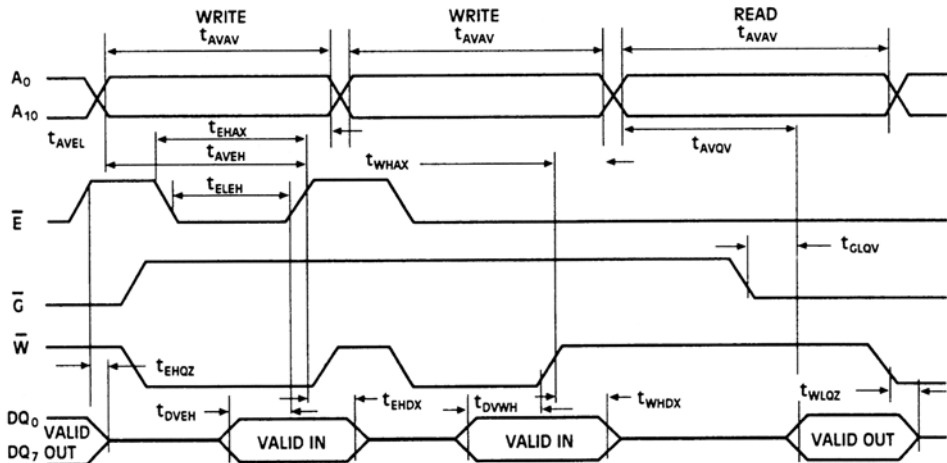 WRITE WRITE READ
tAVAV tAVAV tAVAV
A0
A10
tAVEL tEHAX tAVQV
tAVEH tWHAX
tELEH
E
tGLQV
G
W
tEHQZ tWLQZ
tDVEH tEHDX tDVWH tWHDX
DQ0 VALID VALID IN VALID IN VALID OUT
DQ7 OUT